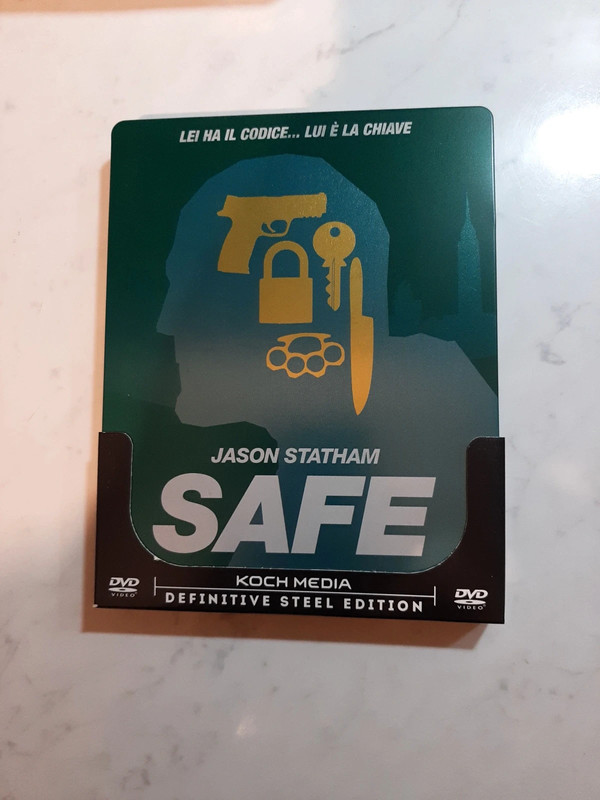 LEI HA IL CODICE... LUI È LA CHIAVE
JASON STATHAM
SAFE
DVD VIDEO
KOCH MEDIA
DEFINITIVE STEEL EDITION
DVD VIDEO